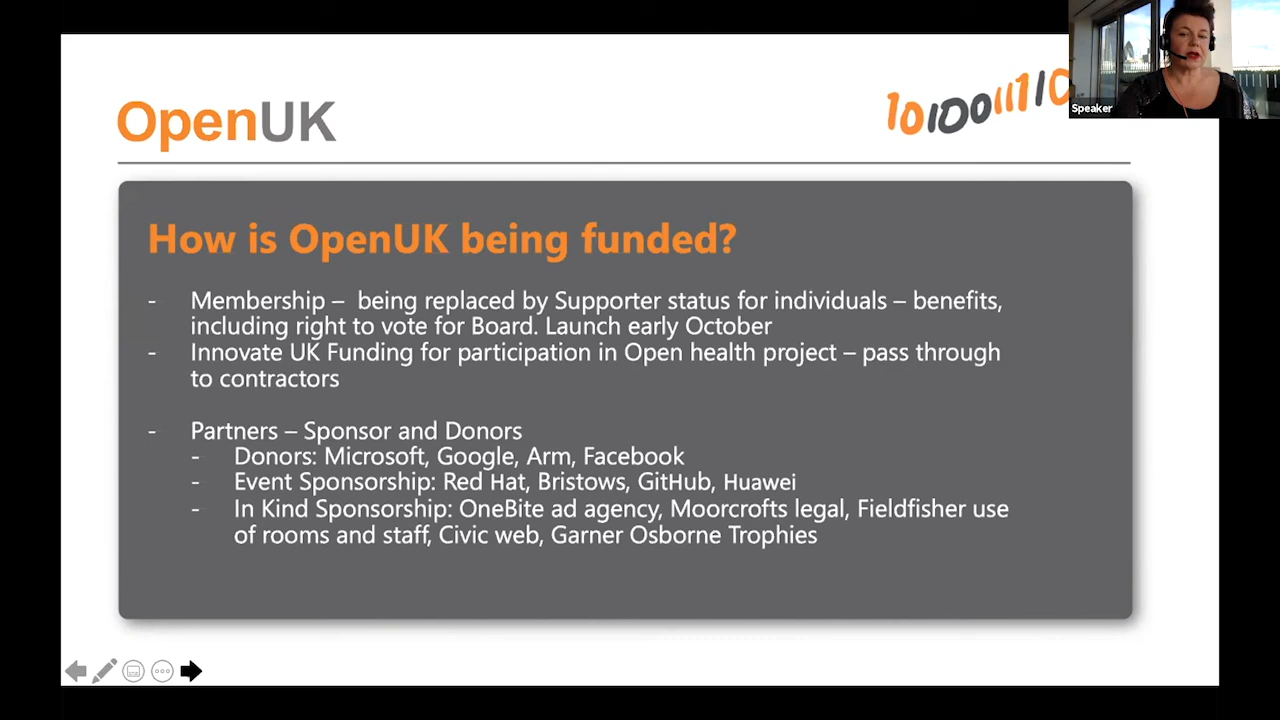 Speaker
OpenUK
10100111C
How is OpenUK being funded?
- Membership – being replaced by Supporter status for individuals – benefits,
including right to vote for Board. Launch early October
- Innovate UK Funding for participation in Open health project – pass through
to contractors
- Partners – Sponsor and Donors
- Donors: Microsoft, Google, Arm, Facebook
- Event Sponsorship: Red Hat, Bristows, GitHub, Huawei
- In Kind Sponsorship: OneBite ad agency, Moorcrofts legal, Fieldfisher use
of rooms and staff, Civic web, Garner Osborne Trophies